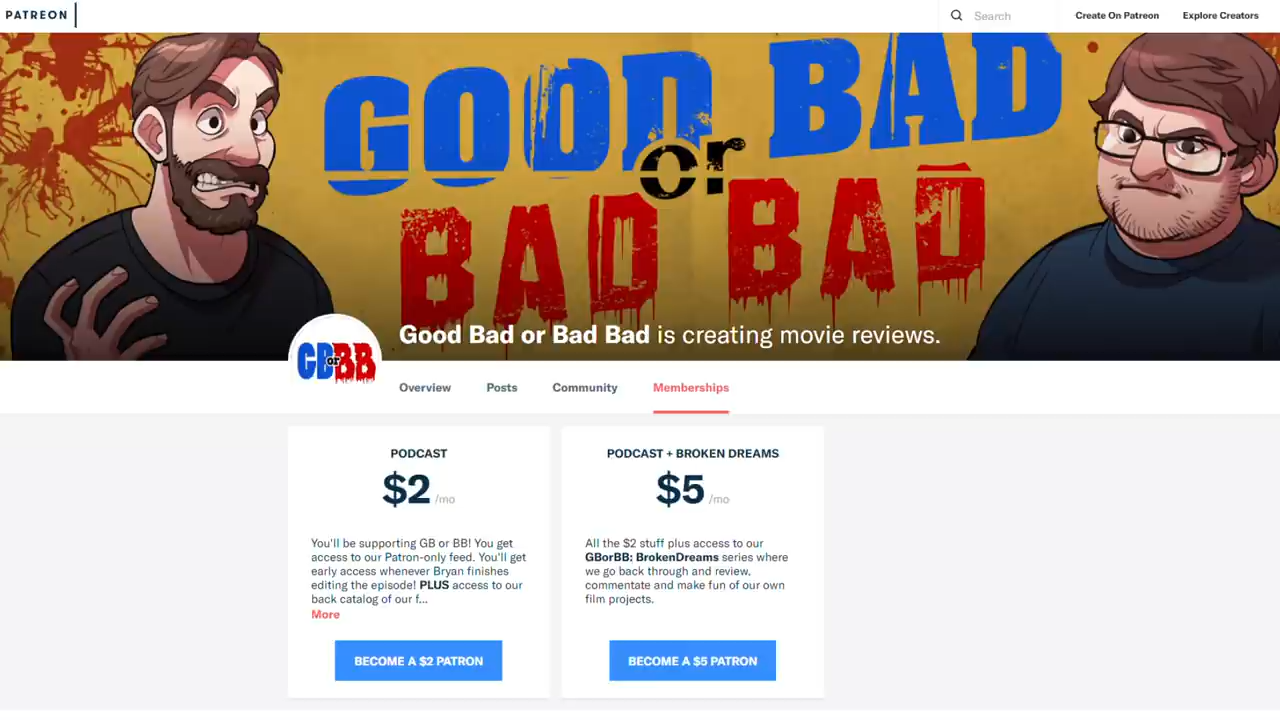 PATREON
Search
Create On Patreon
Explore Creators
GOOD BAD
or
BAD BAD
Good Bad or Bad Bad is creating movie reviews.
GB or BB
Overview
Posts
Community
Memberships
PODCAST
$2 /mo
You'll be supporting GB or BB! You get
access to our Patron-only feed. You'll get
early access whenever Bryan finishes
editing the episode! PLUS access to our
back catalog of our f...
More
BECOME A $2 PATRON
PODCAST + BROKEN DREAMS
$5 /mo
All the $2 stuff plus access to our
GBorBB: BrokenDreams series where
we go back through and review,
commentate and make fun of our own
film projects.
BECOME A $5 PATRON